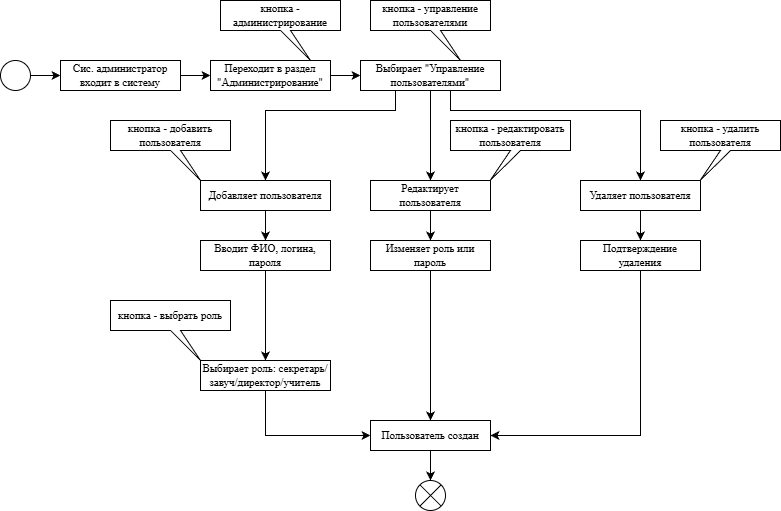 кнопка -
администрирование
кнопка - управление
пользователями
Сис. администратор
входит в систему
Переходит в раздел
"Администрирование"
Выбирает "Управление
пользователями"
кнопка - добавить
пользователя
кнопка - редактировать
пользователя
кнопка - удалить
пользователя
Добавляет пользователя
Редактирует
пользователя
Удаляет пользователя
Вводит ФИО, логина,
пароля
Изменяет роль или
пароль
Подтверждение
удаления
кнопка - выбрать роль
Выбирает роль: секретарь/
завуч/директор/учитель
Пользователь создан